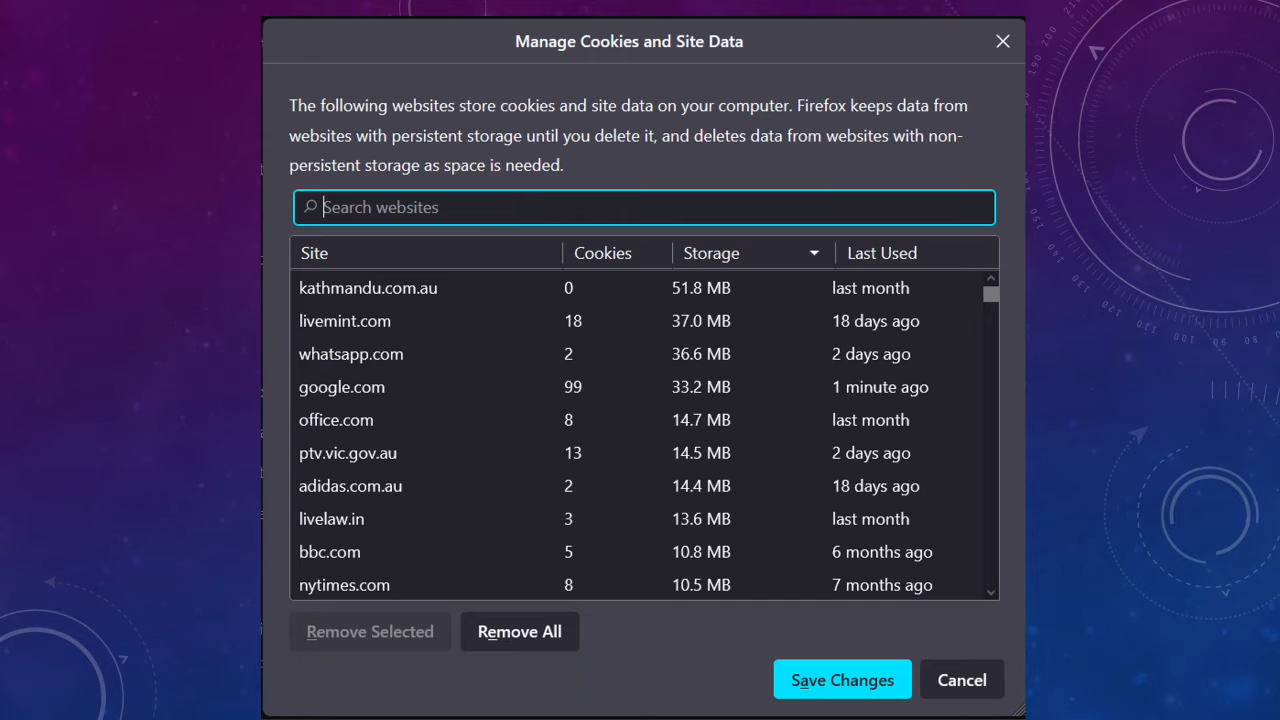 Manage Cookies and Site Data
The following websites store cookies and site data on your computer. Firefox keeps data from
websites with persistent storage until you delete it, and deletes data from websites with non-
persistent storage as space is needed.
Search websites
Site Cookies Storage Last Used
kathmandu.com.au 0 51.8 MB last month
livemint.com 18 37.0 MB 18 days ago
whatsapp.com 2 36.6 MB 2 days ago
google.com 99 33.2 MB 1 minute ago
office.com 8 14.7 MB last month
ptv.vic.gov.au 13 14.5 MB 2 days ago
adidas.com.au 2 14.4 MB 18 days ago
livelaw.in 3 13.6 MB last month
bbc.com 5 10.8 MB 6 months ago
nytimes.com 8 10.5 MB 7 months ago
Remove Selected Remove All
Save Changes Cancel